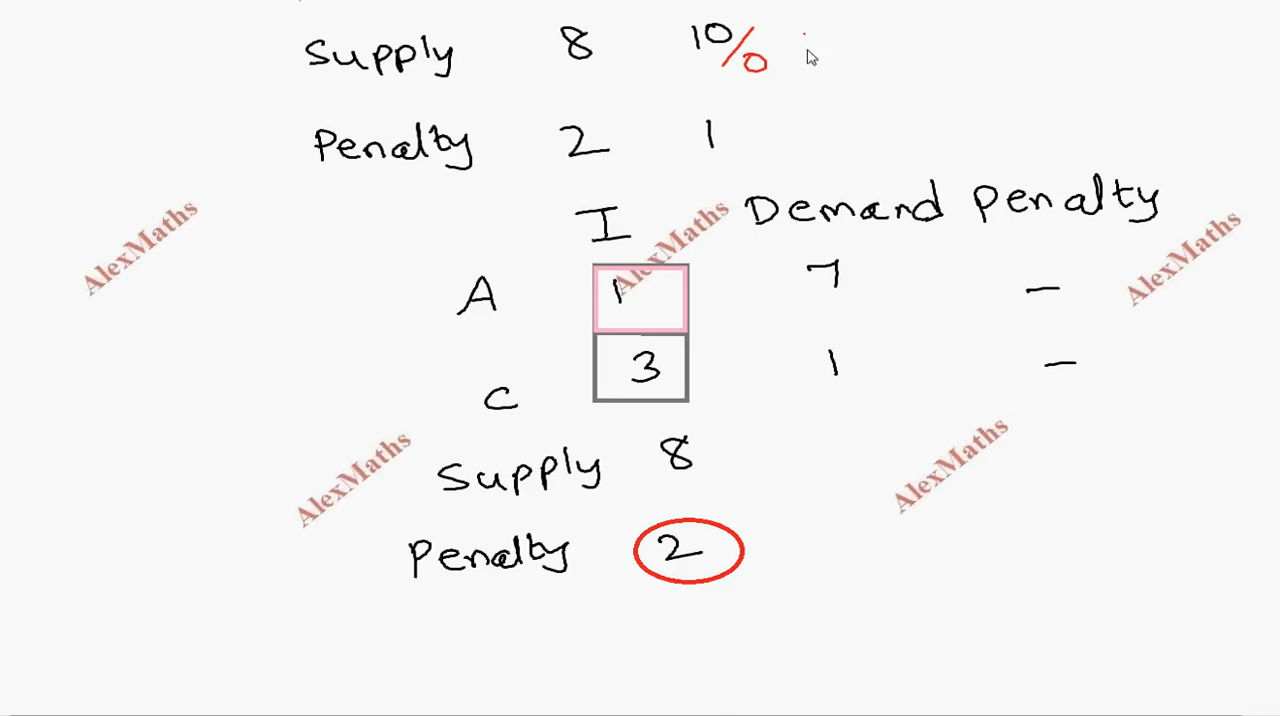 Supply 8 10/0
Penalty 2 1
I Demand Penalty
A 1 7 -
C 3 1 -
Supply 8
Penalty 2
AlexMaths
AlexMaths
AlexMaths
AlexMaths
AlexMaths